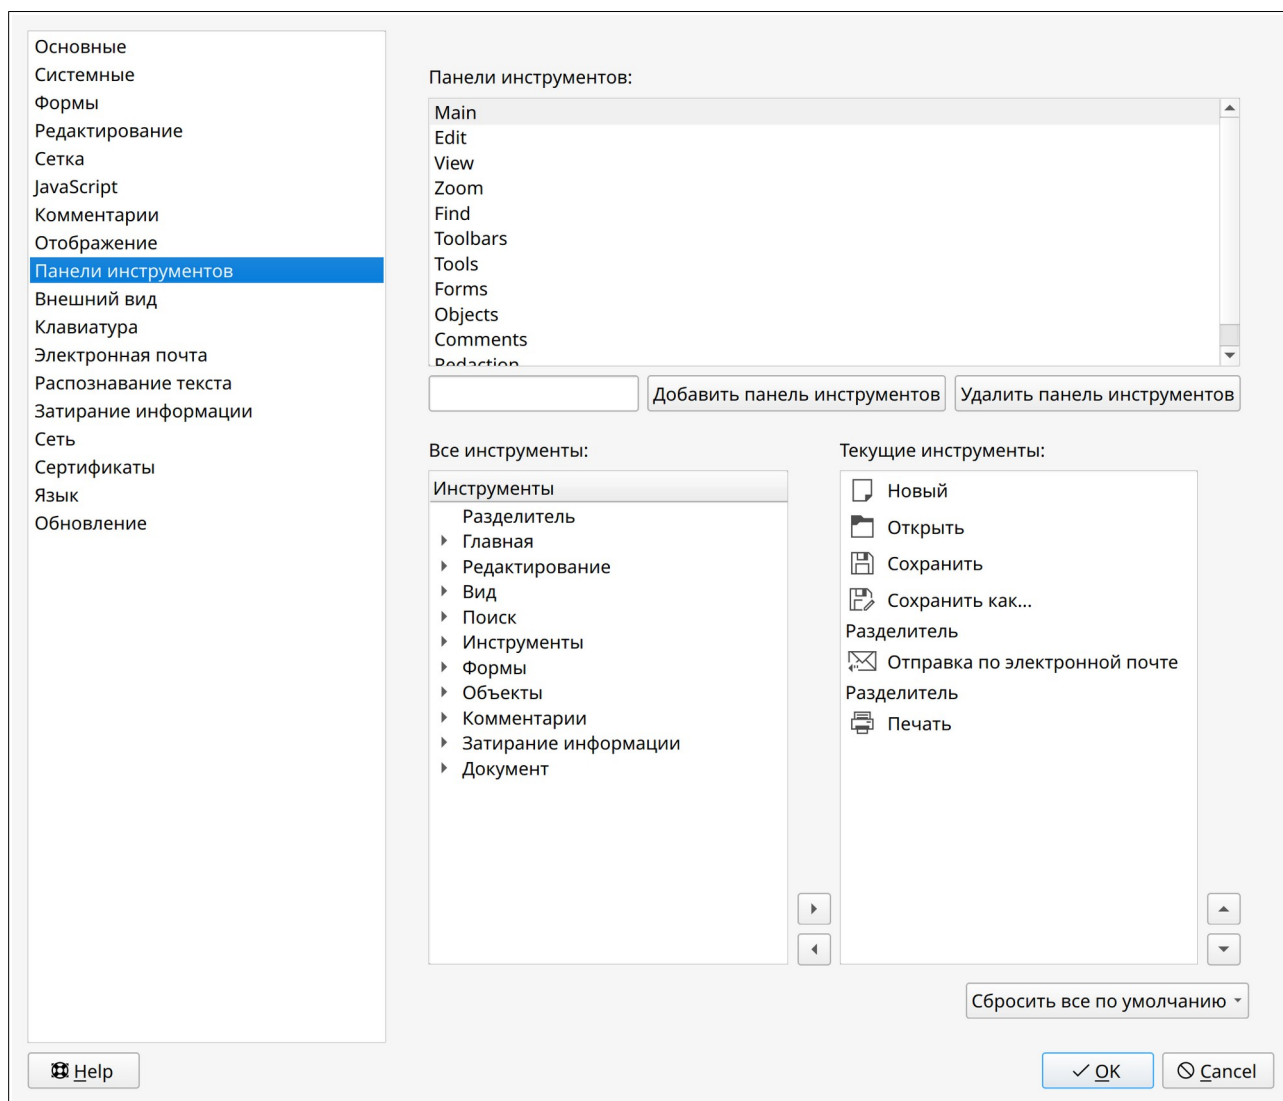 Основные
Системные
Формы
Редактирование
Сетка
JavaScript
Комментарии
Отображение
Панели инструментов
Внешний вид
Клавиатура
Электронная почта
Распознавание текста
Затирание информации
Сеть
Сертификаты
Язык
Обновление
Панели инструментов:
Main
Edit
View
Zoom
Find
Toolbars
Tools
Forms
Objects
Comments
Redaction
Добавить панель инструментов
Удалить панель инструментов
Все инструменты:
Инструменты
Разделитель
Главная
Редактирование
Вид
Поиск
Инструменты
Формы
Объекты
Комментарии
Затирание информации
Документ
Текущие инструменты:
Новый
Открыть
Сохранить
Сохранить как...
Разделитель
Отправка по электронной почте
Разделитель
Печать
Сбросить все по умолчанию
Help
OK
Cancel